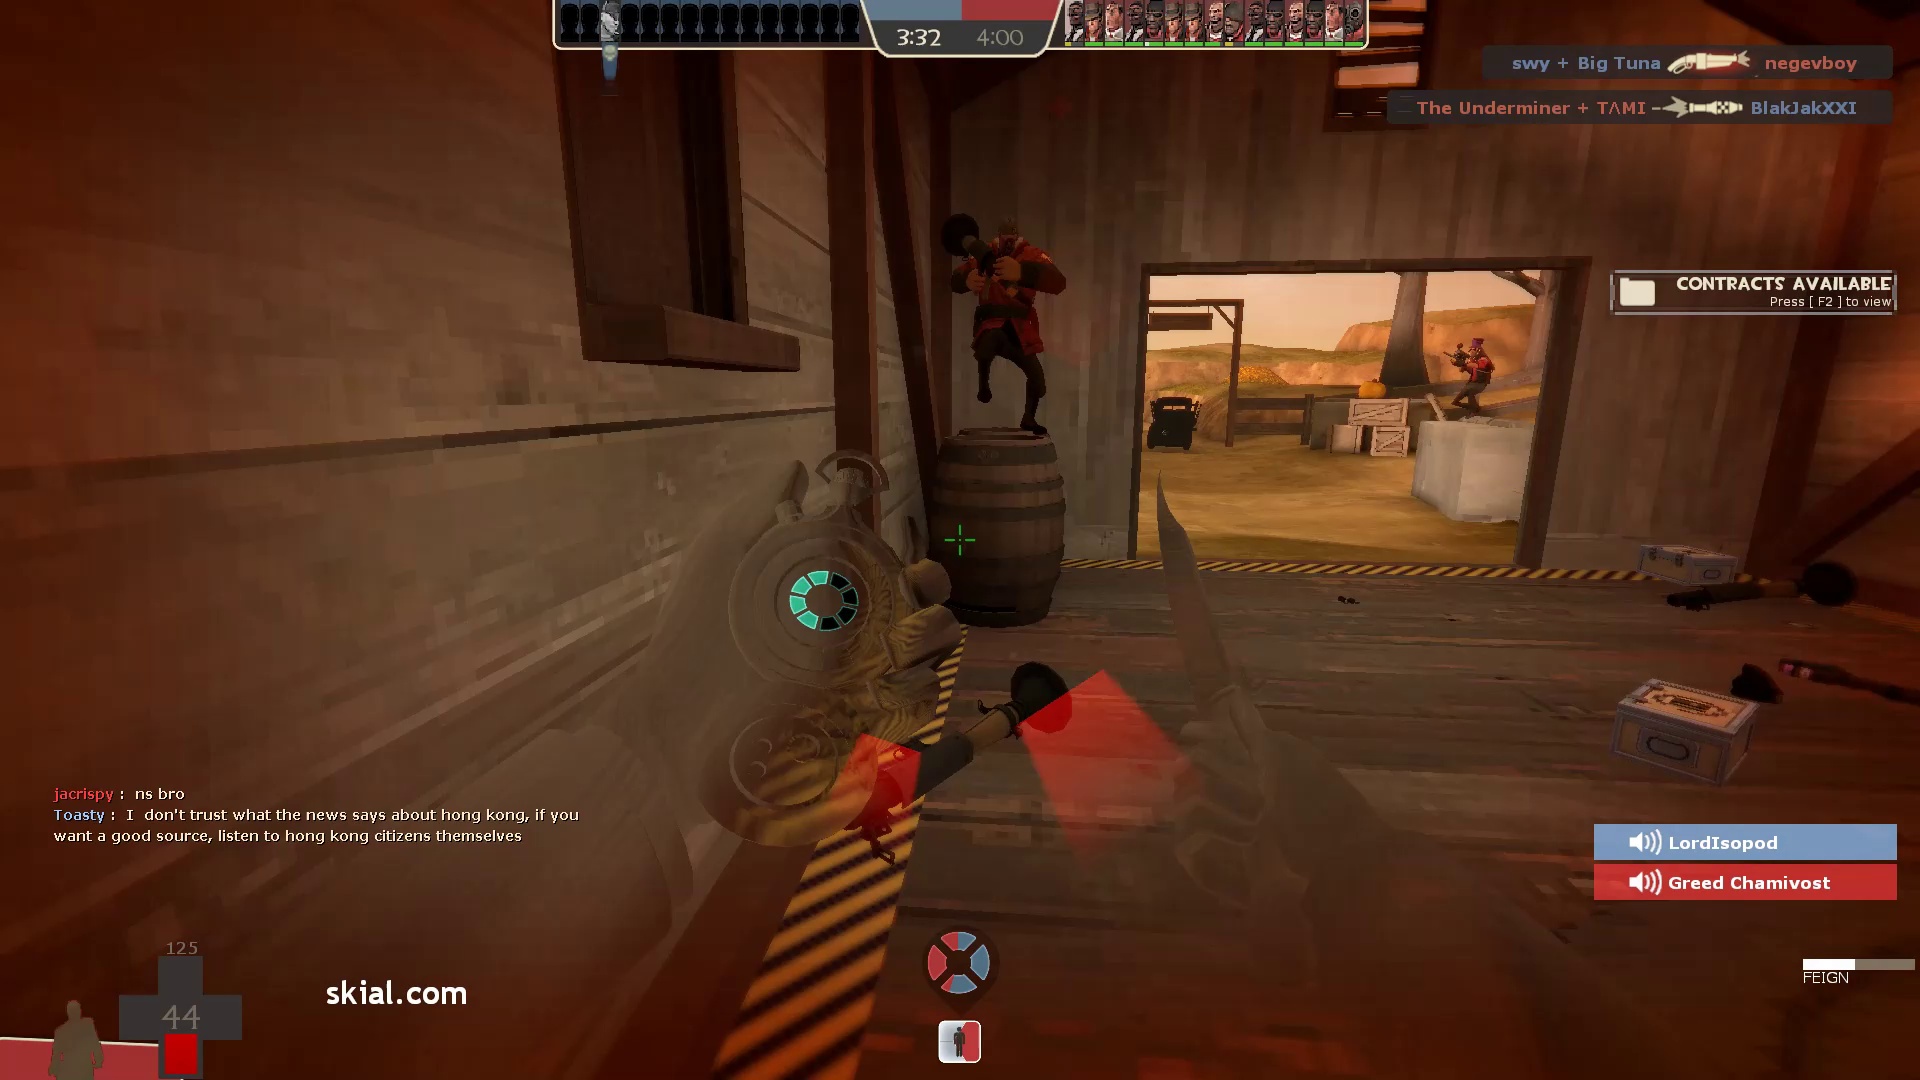 3:32 4:00
swy + Big Tuna negevboy
The Underminer + TΛMI BlakJakXXI
CONTRACTS AVAILABLE
Press [ F2 ] to view
jacrispy : ns bro
Toasty : I don't trust what the news says about hong kong, if you
want a good source, listen to hong kong citizens themselves
LordIsopod
Greed Chamivost
125
44
skial.com
FEIGN